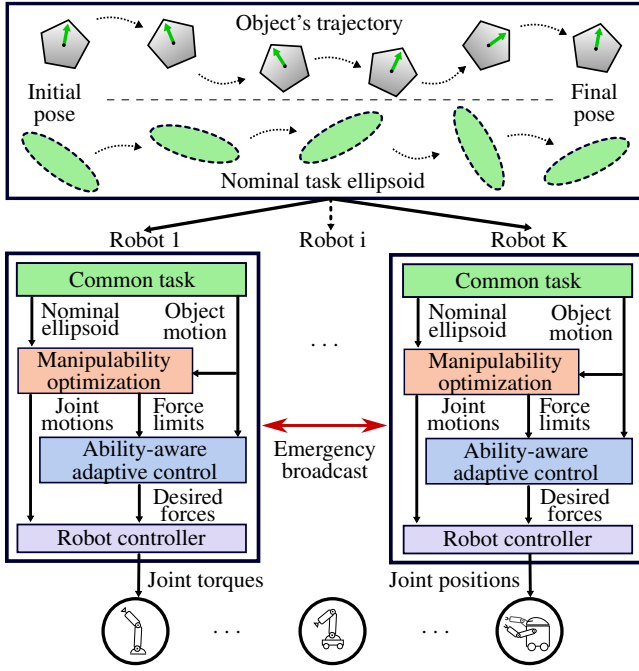 Object's trajectory
Initial
pose
Final
pose
Nominal task ellipsoid
Robot 1
Robot i
Robot K
Common task
Nominal
ellipsoid
Object
motion
Manipulability
optimization
Joint
motions
Force
limits
Ability-aware
adaptive control
Desired
forces
Robot controller
Joint torques
. . .
Emergency
broadcast
Common task
Nominal
ellipsoid
Object
motion
Manipulability
optimization
Joint
motions
Force
limits
Ability-aware
adaptive control
Desired
forces
Robot controller
Joint positions
. . .
. . .